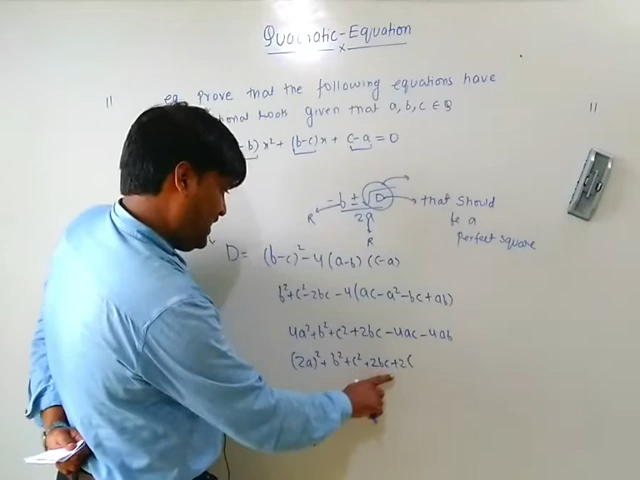 Quadratic-Equation
x
|| eg. Prove that the following equations have ||
tional roots given that a, b, c ∈ Q
-b)x² + (b-c)x + c-a = 0
-b ± √D → that should
R 2a be a
R perfect square
D = (b-c)² - 4(a-b)(c-a)
b²+c²-2bc - 4(ac-a²-bc+ab)
4a²+b²+c²+2bc-4ac-4ab
(2a)²+b²+c²+2bc+2(